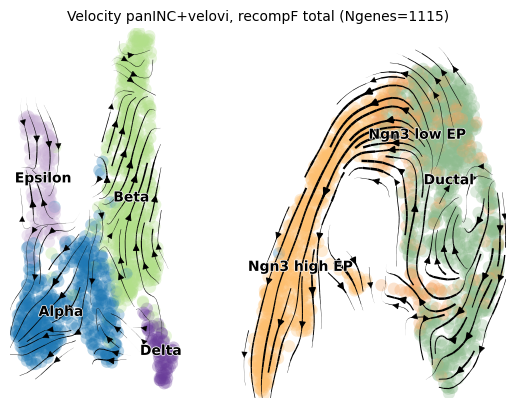 Velocity panINC+velovi, recompF total (Ngenes=1115)
Ngn3 low EP
Epsilon
Ductal
Beta
Ngn3 high EP
Alpha
Delta